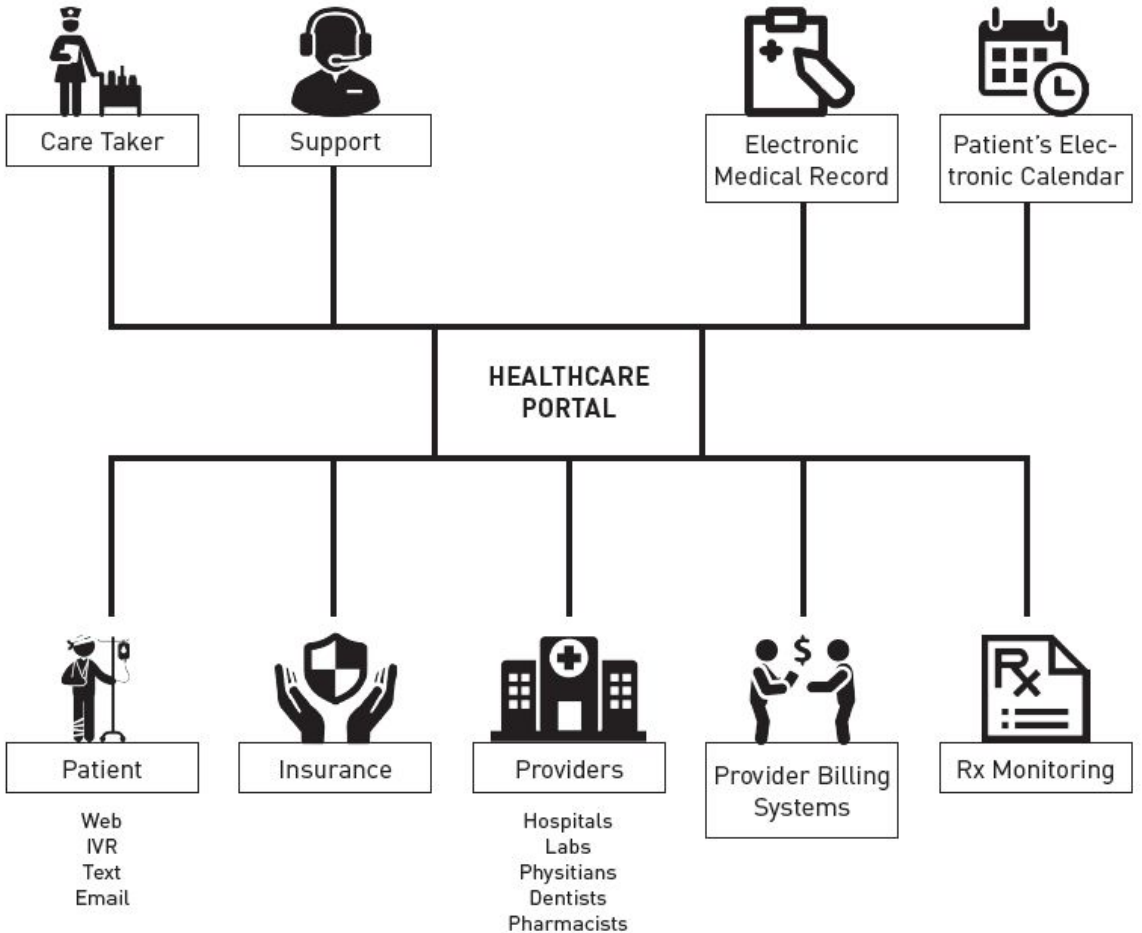 Care Taker
Support
Electronic
Medical Record
Patient's Elec-
tronic Calendar
HEALTHCARE
PORTAL
$
Rx
Patient
Insurance
Providers
Provider Billing
Systems
Rx Monitoring
Web
IVR
Text
Email
Hospitals
Labs
Physitians
Dentists
Pharmacists